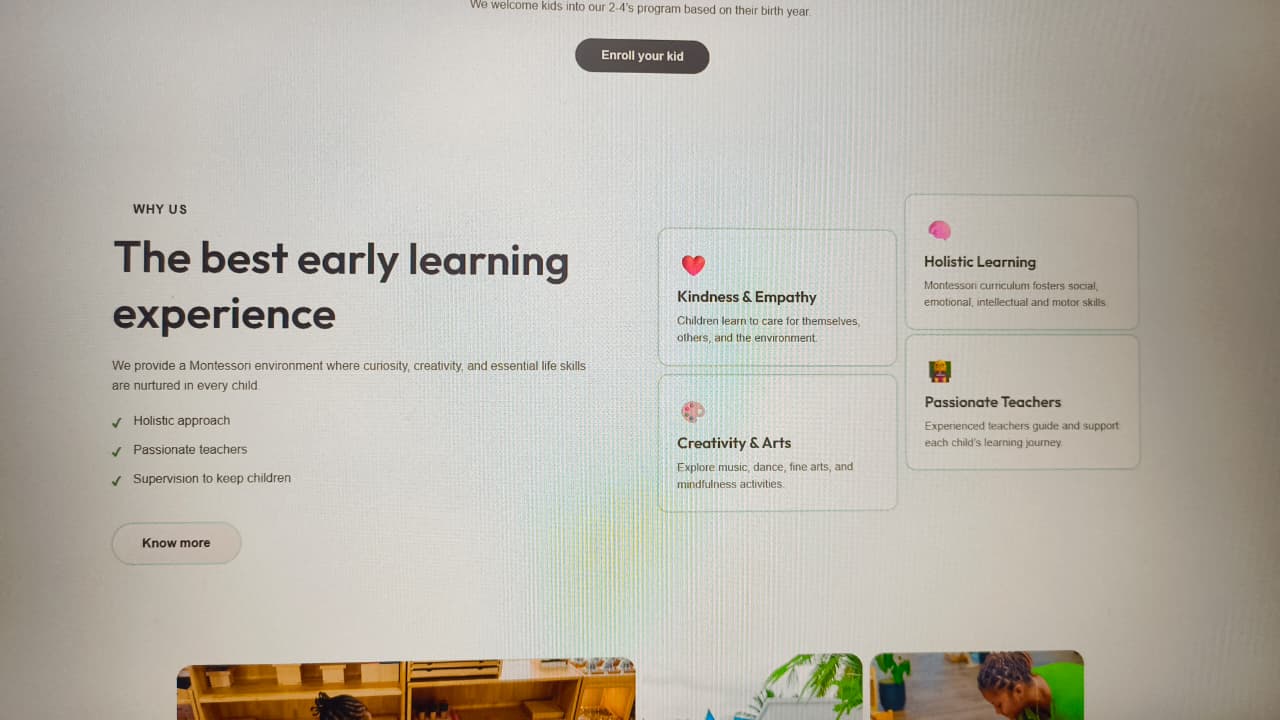 We welcome kids into our 2-4's program based on their birth year.
Enroll your kid
WHY US
The best early learning
experience
We provide a Montessori environment where curiosity, creativity, and essential life skills
are nurtured in every child.
Holistic approach
Passionate teachers
Supervision to keep children
Know more
Kindness & Empathy
Children learn to care for themselves,
others, and the environment.
Creativity & Arts
Explore music, dance, fine arts, and
mindfulness activities.
Holistic Learning
Montessori curriculum fosters social,
emotional, intellectual and motor skills.
Passionate Teachers
Experienced teachers guide and support
each child's learning journey.